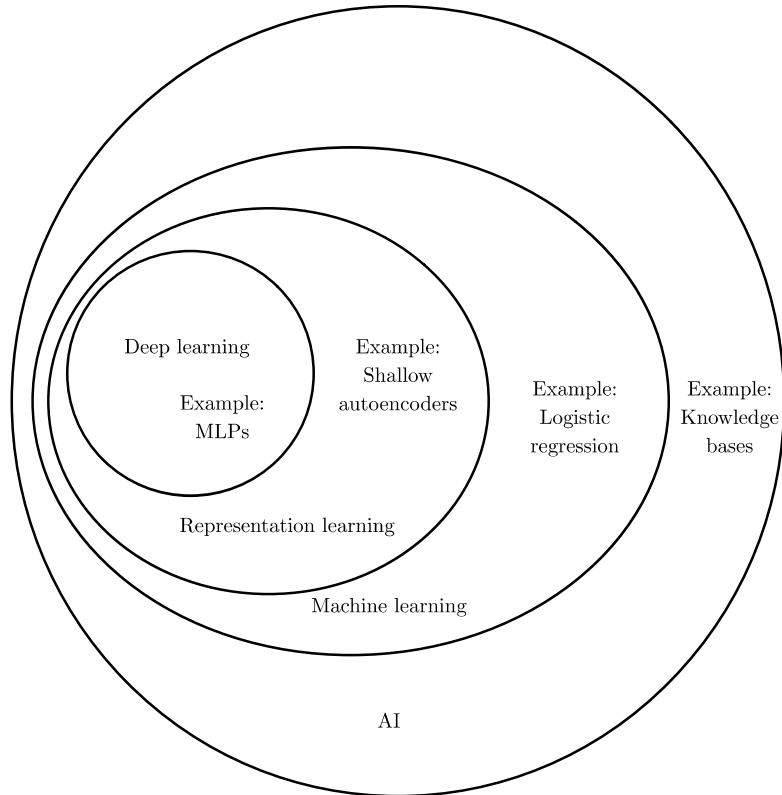 Deep learning
Example:
MLPs
Example:
Shallow
autoencoders
Example:
Logistic
regression
Example:
Knowledge
bases
Representation learning
Machine learning
AI